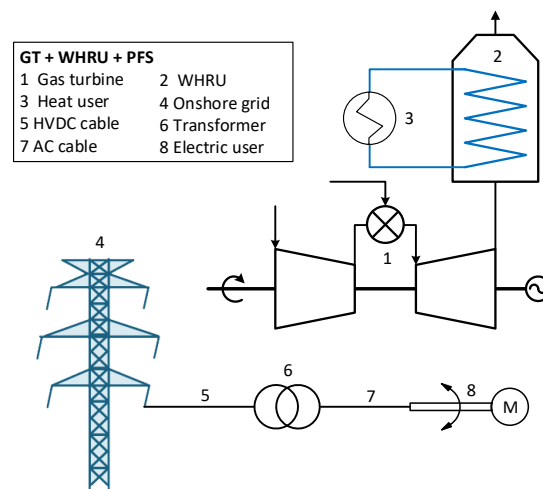 GT + WHRU + PFS
1 Gas turbine 2 WHRU
3 Heat user 4 Onshore grid
5 HVDC cable 6 Transformer
7 AC cable 8 Electric user
2
3
1
4
6
5
7
8
M